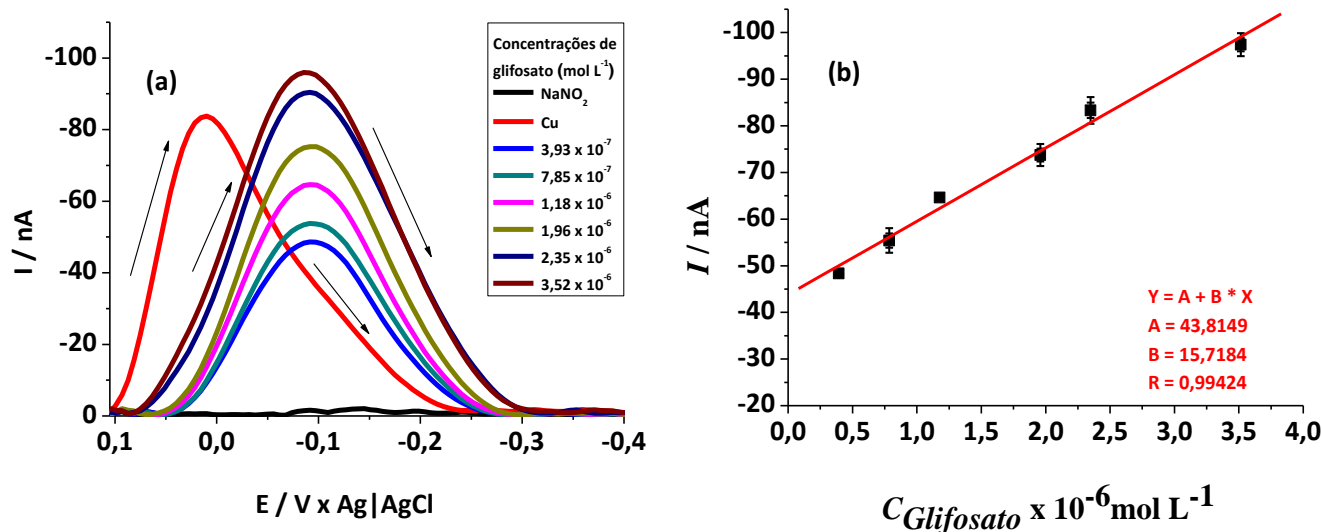 (a)
I / nA
-100
-80
-60
-40
-20
0
0,1
0,0
-0,1
-0,2
-0,3
-0,4
E / V x Ag|AgCl
Concentrações de
glifosato (mol L⁻¹)
NaNO₂
Cu
3,93 x 10⁻⁷
7,85 x 10⁻⁷
1,18 x 10⁻⁶
1,96 x 10⁻⁶
2,35 x 10⁻⁶
3,52 x 10⁻⁶
(b)
I / nA
-100
-90
-80
-70
-60
-50
-40
-30
-20
0,0
0,5
1,0
1,5
2,0
2,5
3,0
3,5
4,0
Y = A + B * X
A = 43,8149
B = 15,7184
R = 0,99424
C_Glifosato x 10⁻⁶mol L⁻¹